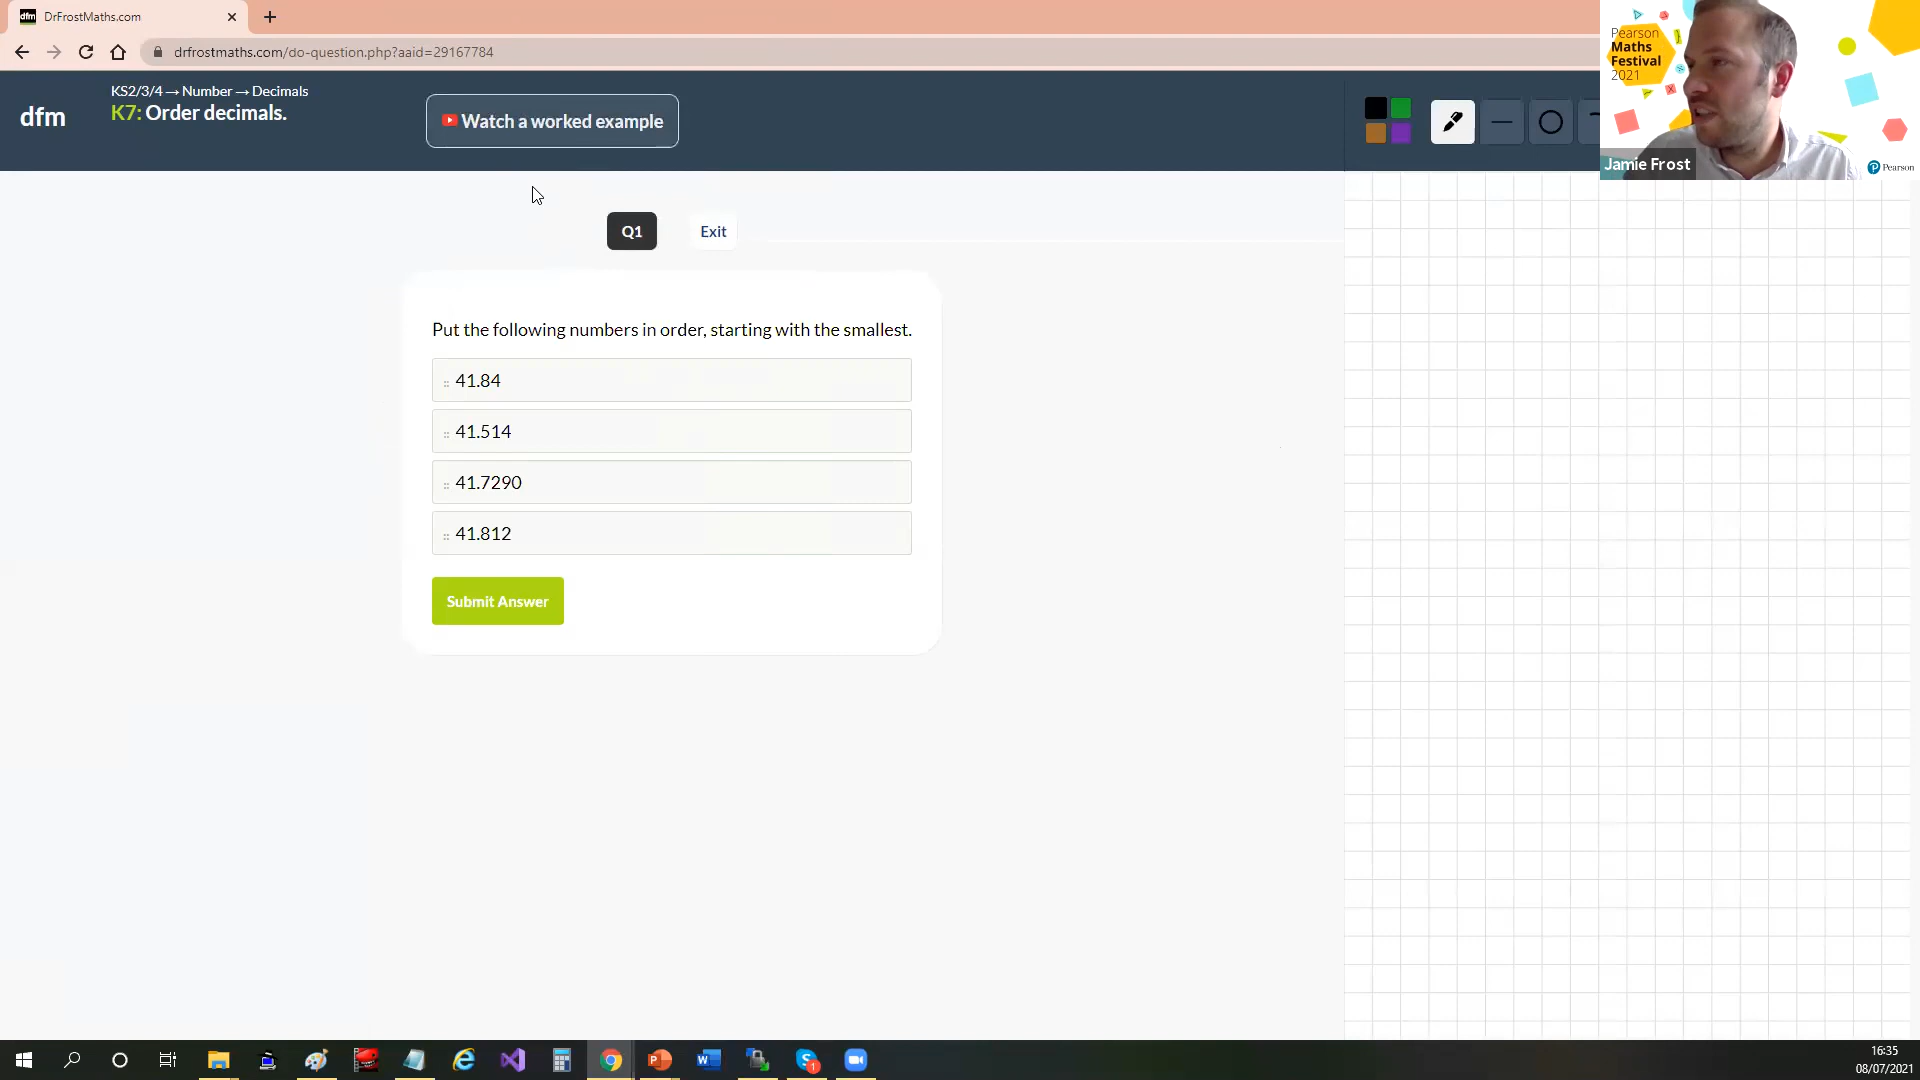 DrFrostMaths.com
drfrostmaths.com/do-question.php?aaid=29167784
dfm
KS2/3/4 → Number → Decimals
K7: Order decimals.
Watch a worked example
Pearson
Maths
Festival
2021
Jamie Frost
Pearson
Q1
Exit
Put the following numbers in order, starting with the smallest.
41.84
41.514
41.7290
41.812
Submit Answer
16:35
08/07/2021